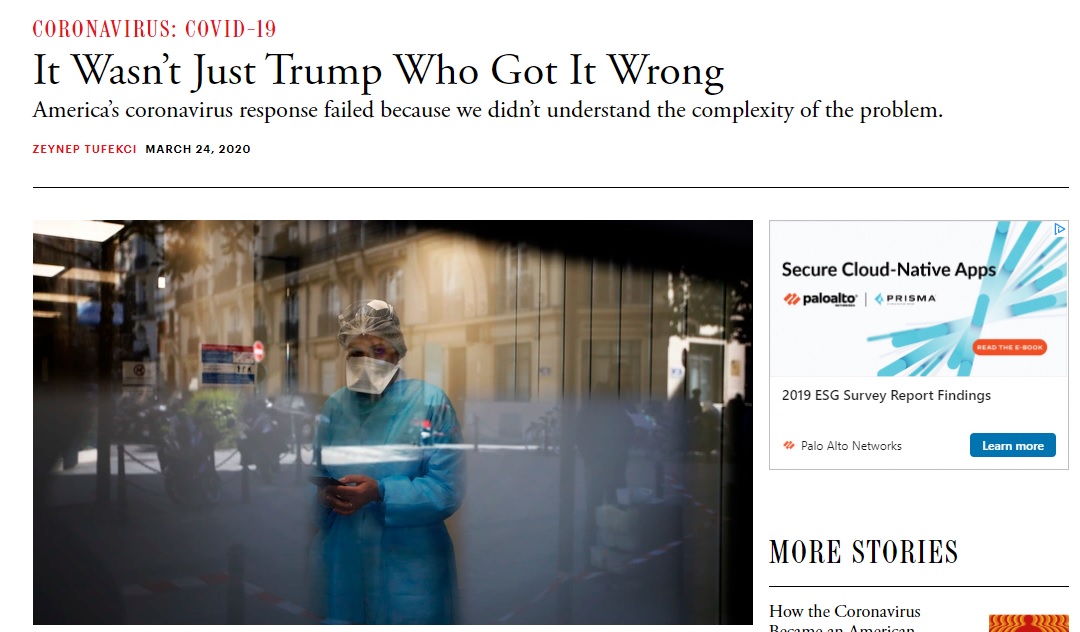 CORONAVIRUS: COVID-19
It Wasn't Just Trump Who Got It Wrong
America's coronavirus response failed because we didn't understand the complexity of the problem.
ZEYNEP TUFEKCI MARCH 24, 2020
Secure Cloud-Native Apps
paloalto | PRISMA
READ THE E-BOOK
2019 ESG Survey Report Findings
Palo Alto Networks
Learn more
MORE STORIES
How the Coronavirus
Became an American